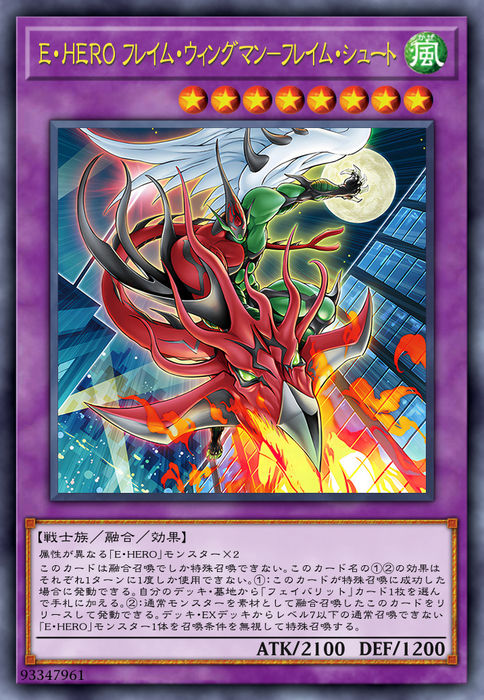 E・HERO フレイム・ウィングマン－フレイム・シュート
かぜ
風
【戦士族／融合／効果】
属性が異なる「E・HERO」モンスター×2
このカードは融合召喚でしか特殊召喚できない。このカード名の①②の効果は
それぞれ1ターンに1度しか使用できない。①：このカードが特殊召喚に成功した
場合に発動できる。自分のデッキ・墓地から「フェイバリット」カード1枚を選ん
で手札に加える。②：通常モンスターを素材として融合召喚したこのカードをリ
リースして発動できる。デッキ・EXデッキからレベル7以下の通常召喚できない
「E・HERO」モンスター1体を召喚条件を無視して特殊召喚する。
ATK/2100 DEF/1200
93347961